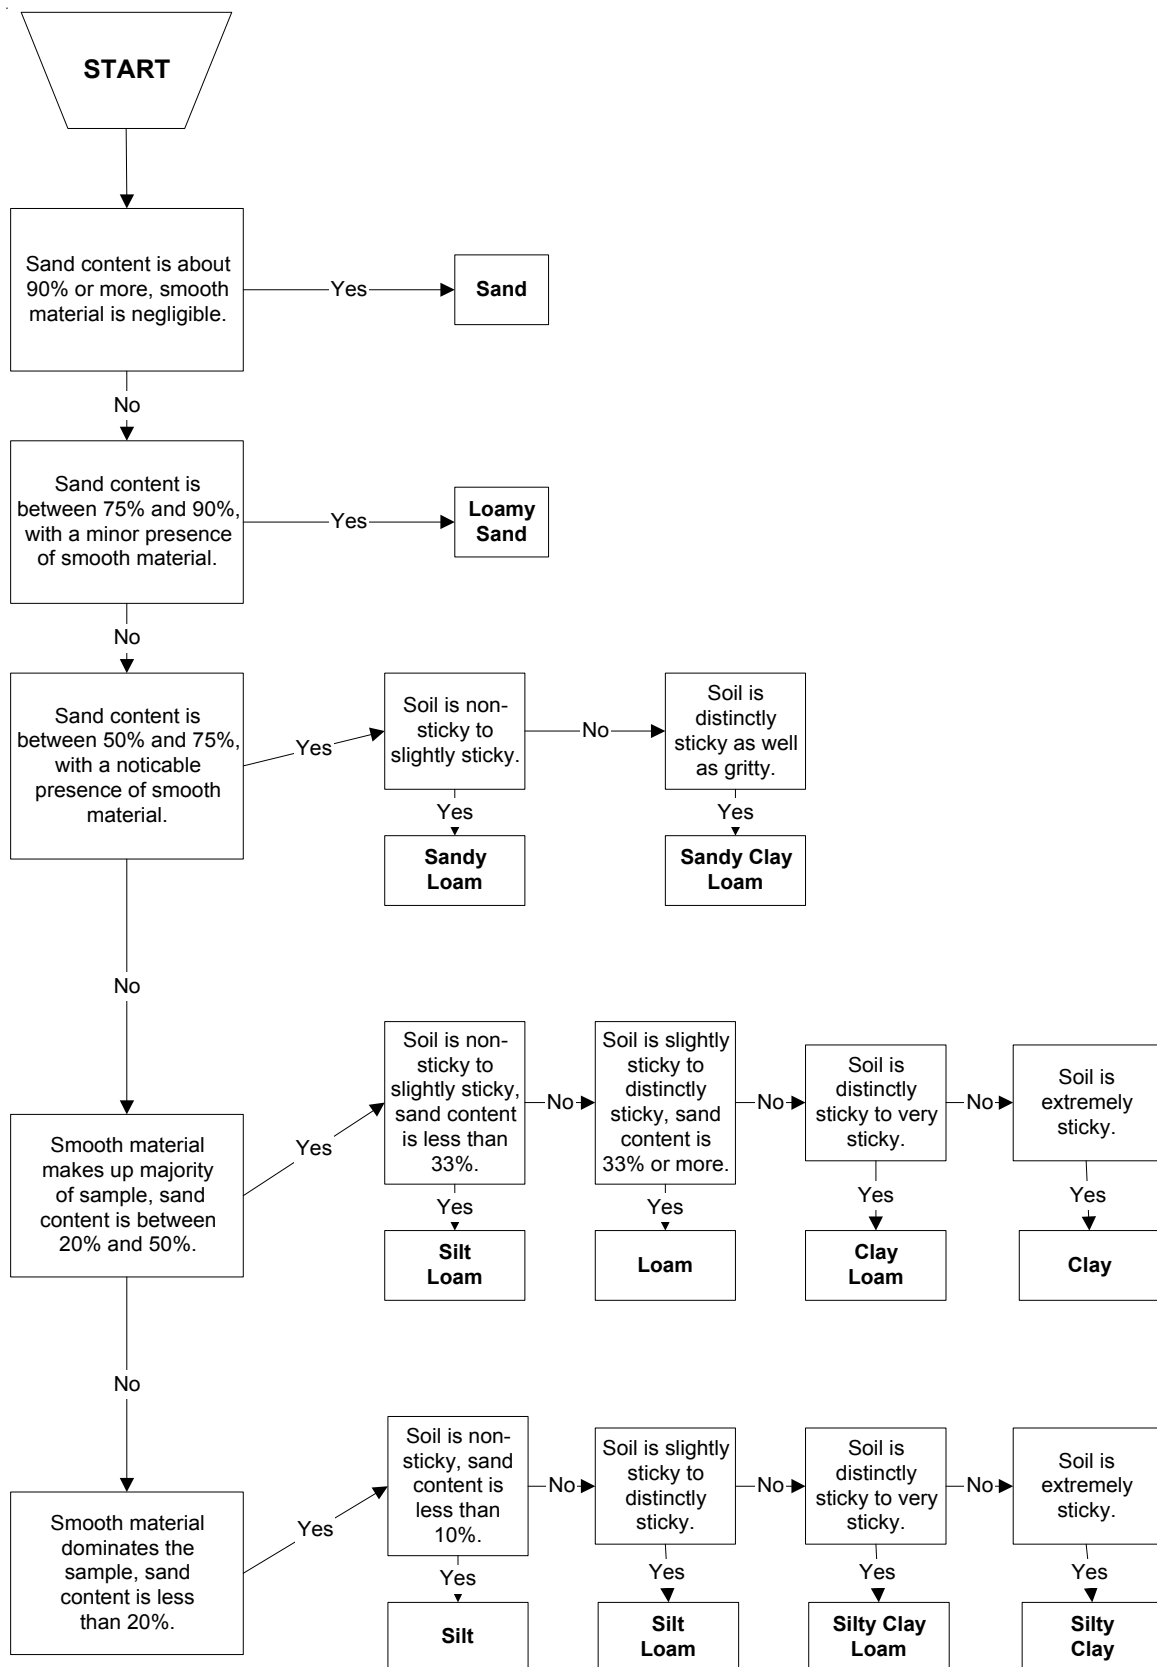 START
Sand content is about
90% or more, smooth
material is negligible.
Yes
Sand
No
Sand content is
between 75% and 90%,
with a minor presence
of smooth material.
Yes
Loamy
Sand
No
Sand content is
between 50% and 75%,
with a noticable
presence of smooth
material.
Yes
Soil is non-
sticky to
slightly sticky.
No
Soil is
distinctly
sticky as well
as gritty.
Yes
Yes
Sandy
Loam
Sandy Clay
Loam
No
Smooth material
makes up majority
of sample, sand
content is between
20% and 50%.
Yes
Soil is non-
sticky to
slightly sticky,
sand content
is less than
33%.
No
Soil is slightly
sticky to
distinctly
sticky, sand
content is
33% or more.
No
Soil is
distinctly
sticky to very
sticky.
No
Soil is
extremely
sticky.
Yes
Yes
Yes
Yes
Silt
Loam
Loam
Clay
Loam
Clay
No
Smooth material
dominates the
sample, sand
content is less
than 20%.
Yes
Soil is non-
sticky, sand
content is
less than
10%.
No
Soil is slightly
sticky to
distinctly
sticky.
No
Soil is
distinctly
sticky to very
sticky.
No
Soil is
extremely
sticky.
Yes
Yes
Yes
Yes
Silt
Silt
Loam
Silty Clay
Loam
Silty
Clay